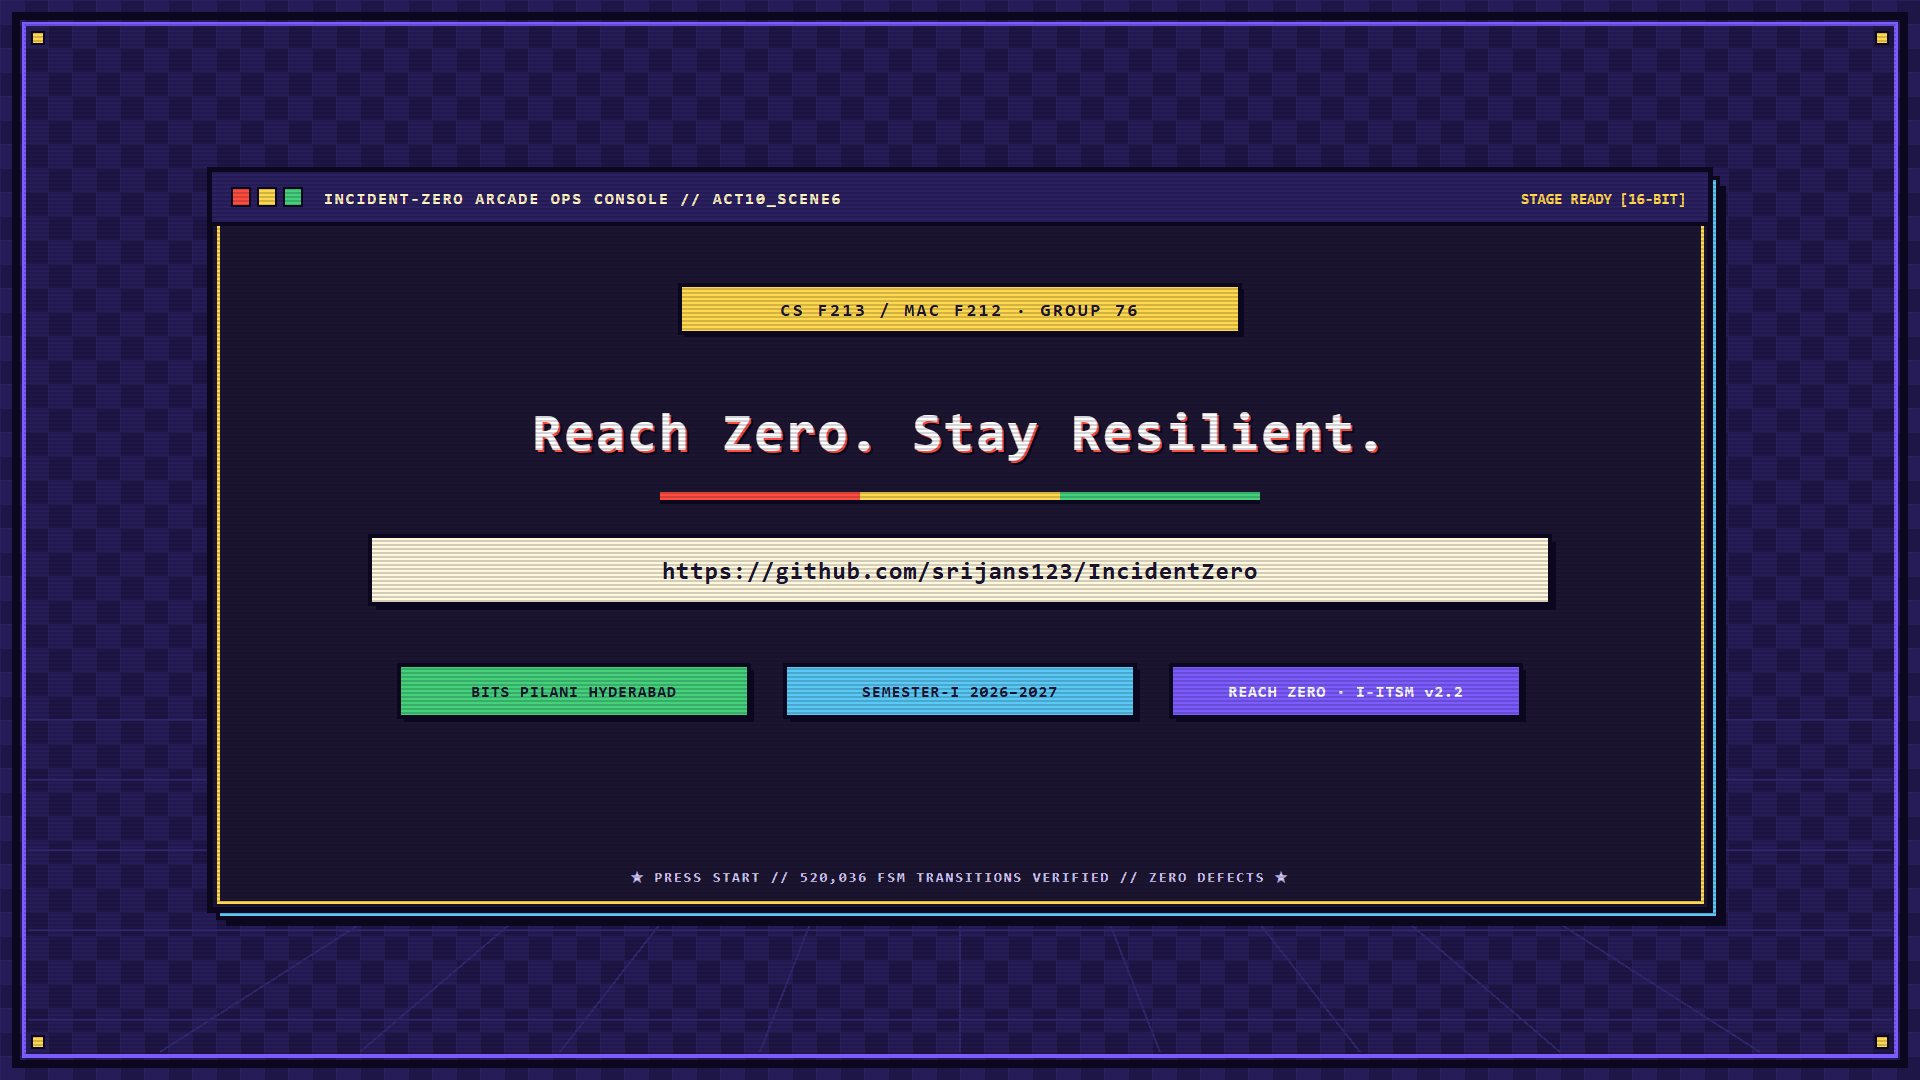 INCIDENT-ZERO ARCADE OPS CONSOLE // ACT10_SCENE6
STAGE READY [16-BIT]
CS F213 / MAC F212 · GROUP 76
Reach Zero. Stay Resilient.
https://github.com/srijans123/IncidentZero
BITS PILANI HYDERABAD
SEMESTER-I 2026–2027
REACH ZERO · I-ITSM v2.2
★ PRESS START // 520,036 FSM TRANSITIONS VERIFIED // ZERO DEFECTS ★